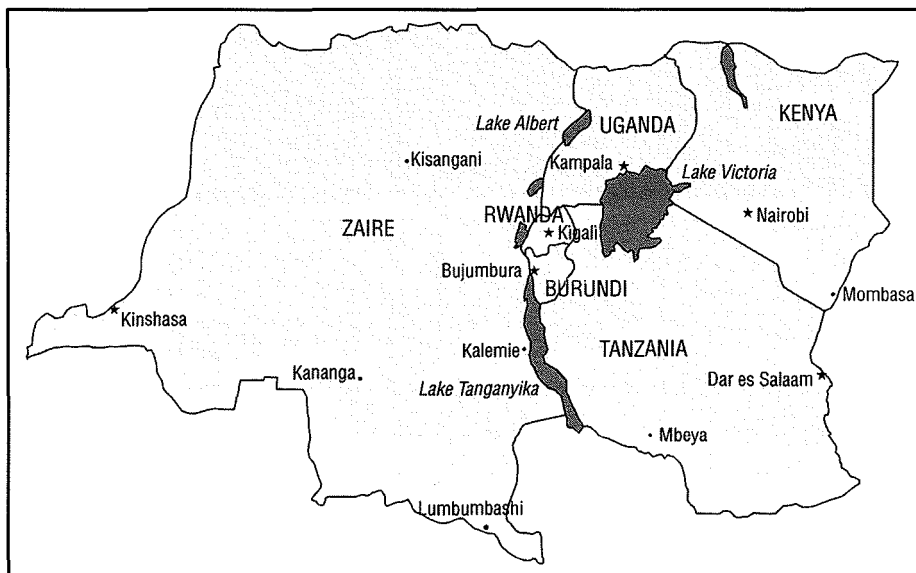 KENYA
Lake Albert
UGANDA
Kisangani
Kampala
Lake Victoria
RWANDA
Nairobi
ZAIRE
Kigali
Bujumbura
BURUNDI
Mombasa
Kinshasa
Kalemie
TANZANIA
Kananga
Lake Tanganyika
Dar es Salaam
Mbeya
Lumbumbashi